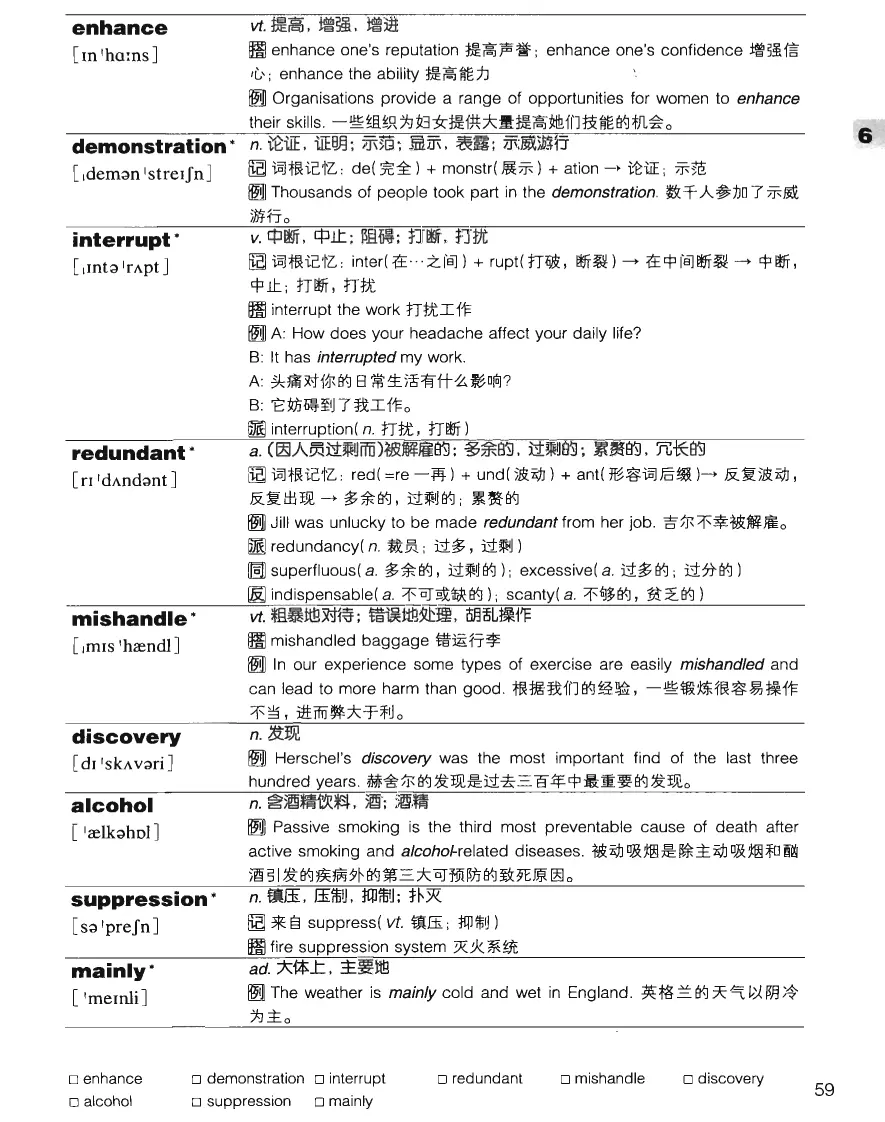 enhance vt. 提高，增强，增进
[ɪnˈhɑːns] 搭 enhance one's reputation 提高声誉；enhance one's confidence 增强信
心；enhance the ability 提高能力
例 Organisations provide a range of opportunities for women to enhance
their skills. 一些组织为妇女提供大量提高她们技能的机会。
6
demonstration* n. 论证，证明；示范；显示，表露；示威游行
[ˌdemənˈstreɪʃn] 记 词根记忆：de(完全) + monstr(展示) + ation → 论证；示范
例 Thousands of people took part in the demonstration. 数千人参加了示威
游行。
interrupt* v. 中断，中止；阻碍；打断，打扰
[ˌɪntəˈrʌpt] 记 词根记忆：inter(在…之间) + rupt(打破，断裂) → 在中间断裂 → 中断，
中止；打断，打扰
搭 interrupt the work 打扰工作
例 A: How does your headache affect your daily life?
B: It has interrupted my work.
A: 头痛对你的日常生活有什么影响?
B: 它妨碍到了我工作。
派 interruption(n. 打扰，打断)
redundant* a. (因人员过剩而)被解雇的；多余的，过剩的；累赘的，冗长的
[rɪˈdʌndənt] 记 词根记忆：red(=re 一再) + und(波动) + ant(形容词后缀)→ 反复波动，
反复出现 → 多余的，过剩的；累赘的
例 Jill was unlucky to be made redundant from her job. 吉尔不幸被解雇。
派 redundancy(n. 裁员；过多，过剩)
同 superfluous(a. 多余的，过剩的)；excessive(a. 过多的；过分的)
反 indispensable(a. 不可或缺的)；scanty(a. 不够的，贫乏的)
mishandle* vt. 粗暴地对待；错误地处理，胡乱操作
[ˌmɪsˈhændl] 搭 mishandled baggage 错运行李
例 In our experience some types of exercise are easily mishandled and
can lead to more harm than good. 根据我们的经验，一些锻炼很容易操作
不当，进而弊大于利。
discovery n. 发现
[dɪˈskʌvəri] 例 Herschel's discovery was the most important find of the last three
hundred years. 赫舍尔的发现是过去三百年中最重要的发现。
alcohol n. 含酒精饮料，酒；酒精
[ˈælkəhɒl] 例 Passive smoking is the third most preventable cause of death after
active smoking and alcohol-related diseases. 被动吸烟是除主动吸烟和酗
酒引发的疾病外的第三大可预防的致死原因。
suppression* n. 镇压，压制，抑制；扑灭
[səˈpreʃn] 记 来自 suppress(vt. 镇压；抑制)
搭 fire suppression system 灭火系统
mainly* ad. 大体上，主要地
[ˈmeɪnli] 例 The weather is mainly cold and wet in England. 英格兰的天气以阴冷
为主。
□ enhance □ demonstration □ interrupt □ redundant □ mishandle □ discovery
□ alcohol □ suppression □ mainly
59